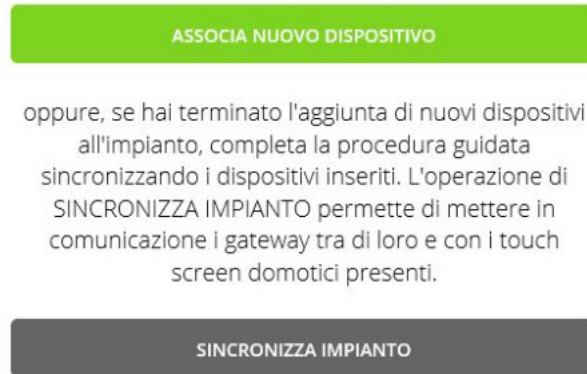 ASSOCIA NUOVO DISPOSITIVO
oppure, se hai terminato l'aggiunta di nuovi dispositivi
all'impianto, completa la procedura guidata
sincronizzando i dispositivi inseriti. L'operazione di
SINCRONIZZA IMPIANTO permette di mettere in
comunicazione i gateway tra di loro e con i touch
screen domotici presenti.
SINCRONIZZA IMPIANTO